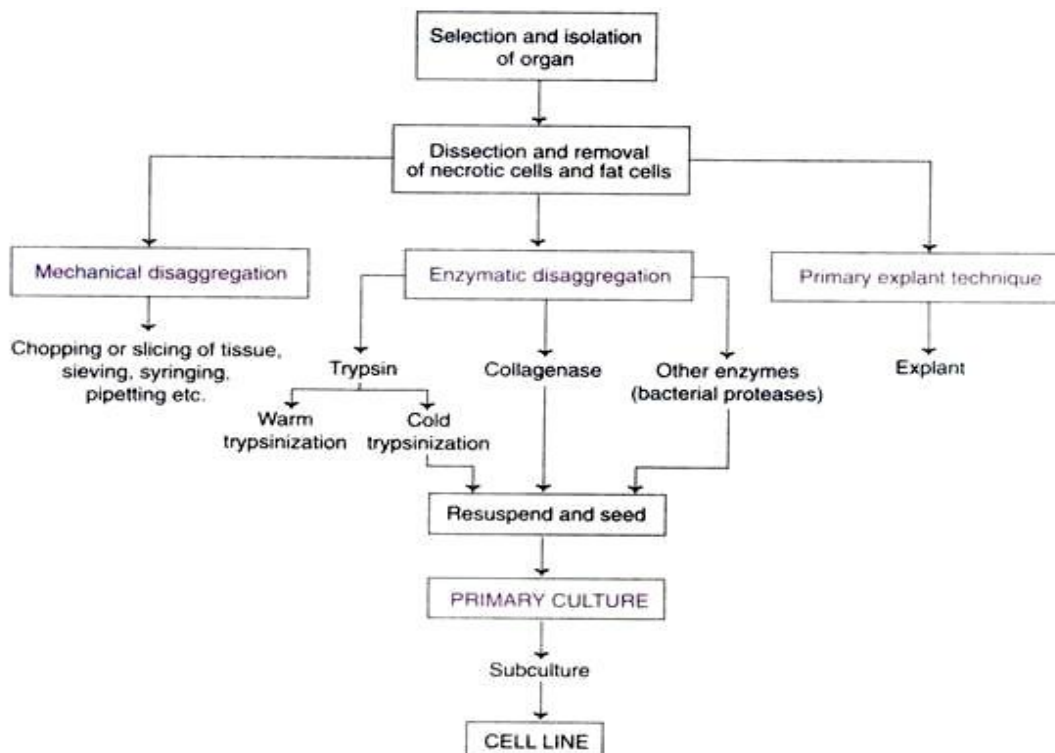 Selection and isolation
of organ
Dissection and removal
of necrotic cells and fat cells
Mechanical disaggregation
Enzymatic disaggregation
Primary explant technique
Chopping or slicing of tissue,
sieving, syringing,
pipetting etc.
Trypsin
Collagenase
Other enzymes
(bacterial proteases)
Explant
Warm
trypsinization
Cold
trypsinization
Resuspend and seed
PRIMARY CULTURE
Subculture
CELL LINE